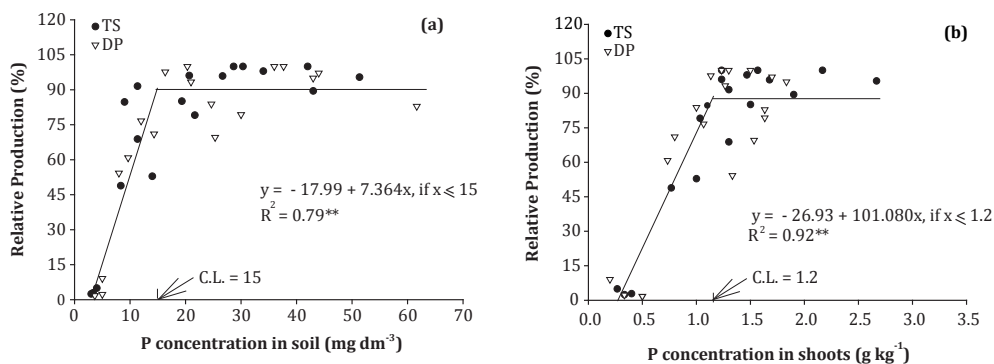 (a)
TS
DP
Relative Production (%)
120
105
90
75
60
45
30
15
0
y = - 17.99 + 7.364x, if x ⩽ 15
R² = 0.79**
C.L. = 15
0 10 20 30 40 50 60 70
P concentration in soil (mg dm⁻³)
(b)
TS
DP
Relative Production (%)
120
105
90
75
60
45
30
15
0
y = - 26.93 + 101.080x, if x ⩽ 1.2
R² = 0.92**
C.L. = 1.2
0.0 0.5 1.0 1.5 2.0 2.5 3.0 3.5
P concentration in shoots (g kg⁻¹)